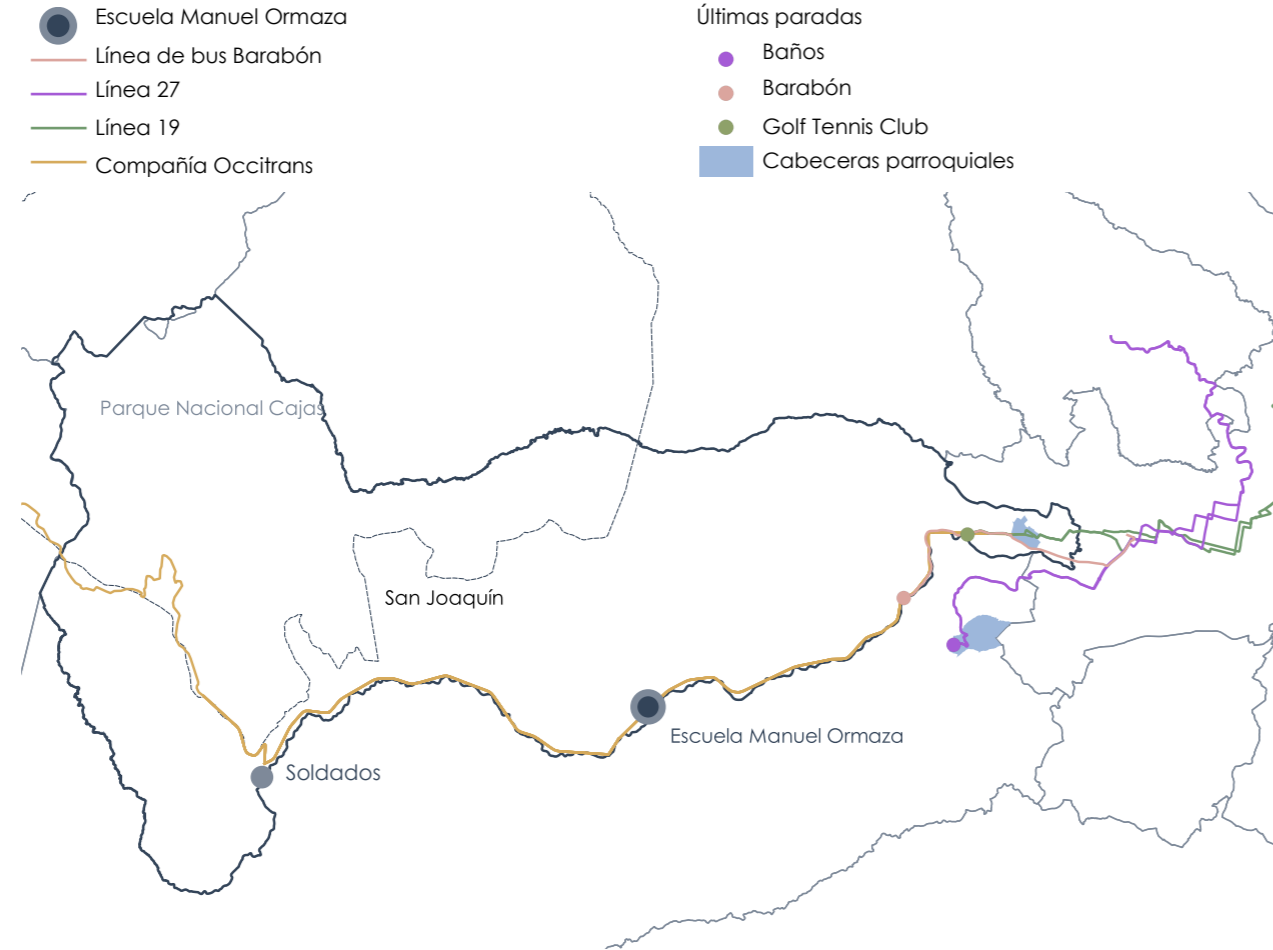 Escuela Manuel Ormaza
Línea de bus Barabón
Línea 27
Línea 19
Compañía Occitrans
Últimas paradas
Baños
Barabón
Golf Tennis Club
Cabeceras parroquiales
Parque Nacional Cajas
San Joaquín
Escuela Manuel Ormaza
Soldados